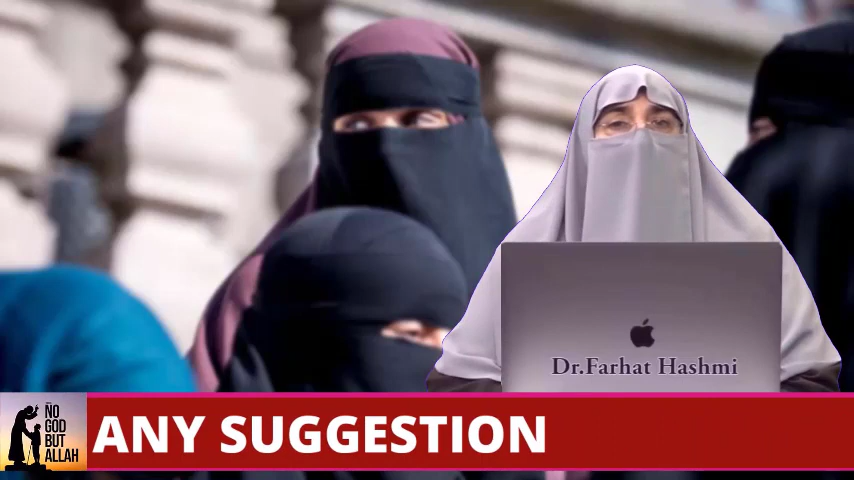 Dr.Farhat Hashmi
NO
GOD
BUT
ALLAH
ANY SUGGESTION